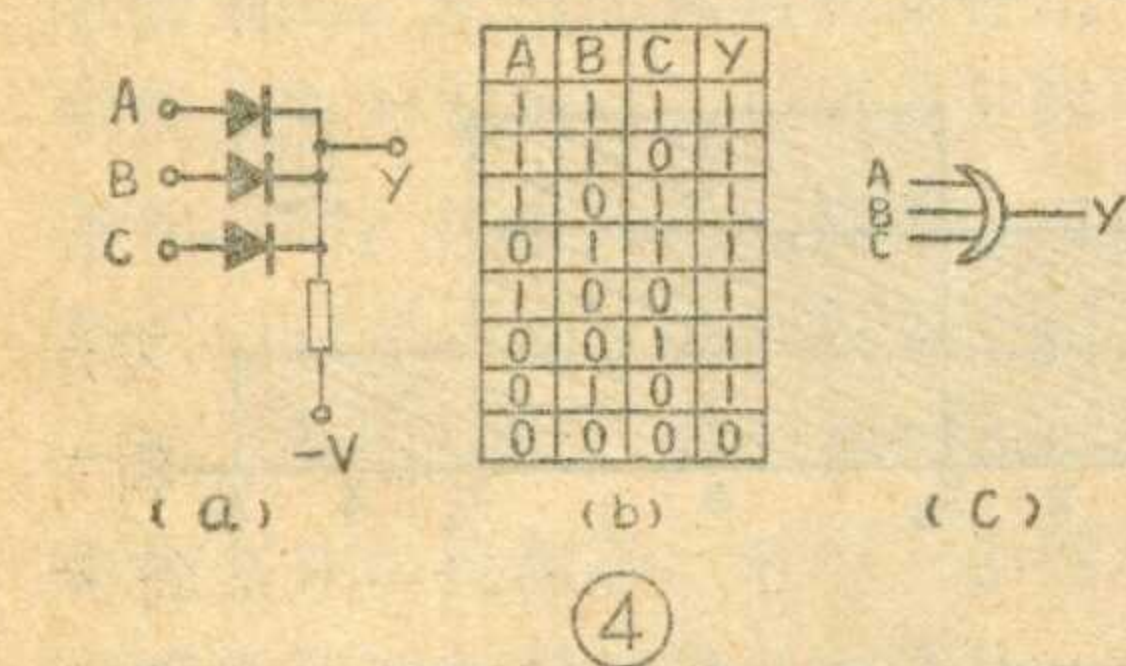 A
B
C
Y
-V
(a)
A B C Y
1 1 1 1
1 1 0 1
1 0 1 1
0 1 1 1
1 0 0 1
0 0 1 1
0 1 0 1
0 0 0 0
(b)
A
B
C
Y
(C)
4